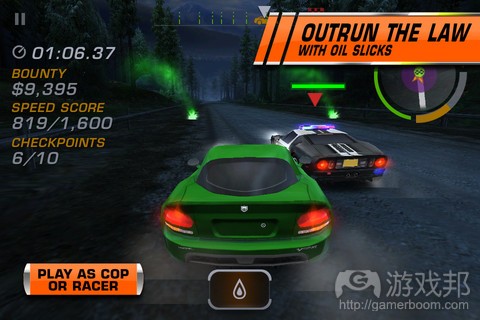 OUTRUN THE LAW
WITH OIL SLICKS
01:06.37
BOUNTY
$9,395
SPEED SCORE
819/1,600
CHECKPOINTS
6/10
PLAY AS COP
OR RACER
游戏邦
http://gamerboom.com